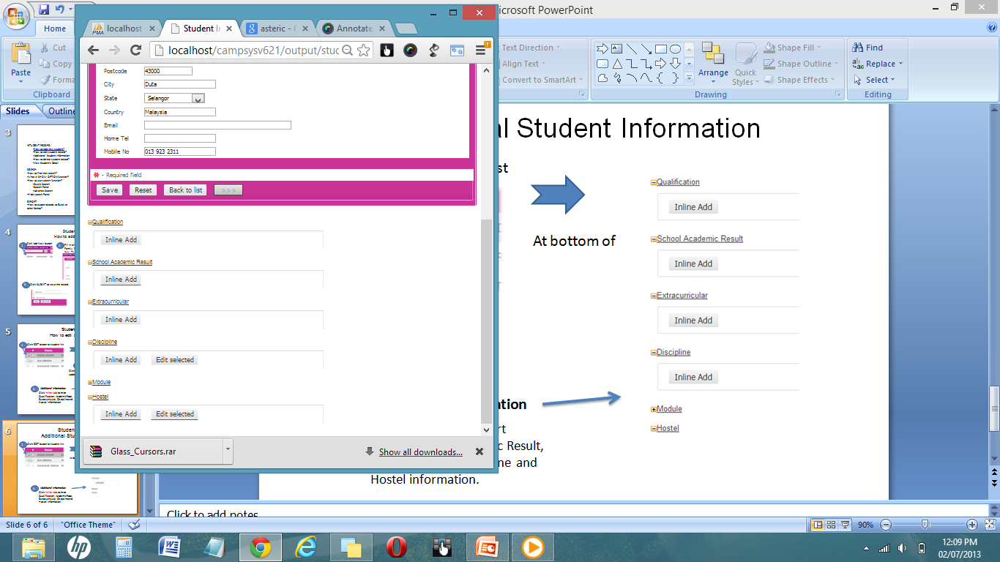 Microsoft PowerPoint
Home
Cut
Copy
Forma
Paste
Clipboard
Text Direction
Align Text
Convert to SmartArt
Arrange
Quick
Styles
Shape Fill
Shape Outline
Shape Effects
Drawing
Find
Replace
Select
Editing
localhost
Student In
asteric - G
Annotate
localhost/campsysv621/output/stuc
Postcode 43000
City Duta
State Selangor
Country Malaysia
Email
Home Tel
Mobile No 013 923 2311
* - Required field
Save Reset Back to list >>>
Qualification
Inline Add
School Academic Result
Inline Add
Extracurricular
Inline Add
Discipline
Inline Add Edit selected
Module
Hostel
Inline Add Edit selected
Glass_Cursors.rar
Show all downloads...
Slides Outline
3
4
5
6
al Student Information
st
At bottom of
Qualification
Inline Add
School Academic Result
Inline Add
Extracurricular
Inline Add
Discipline
Inline Add
Module
Hostel
ation
rt
c Result,
ne and
Hostel information.
Click to add notes
Slide 6 of 6 "Office Theme" 90%
12:09 PM
02/07/2013